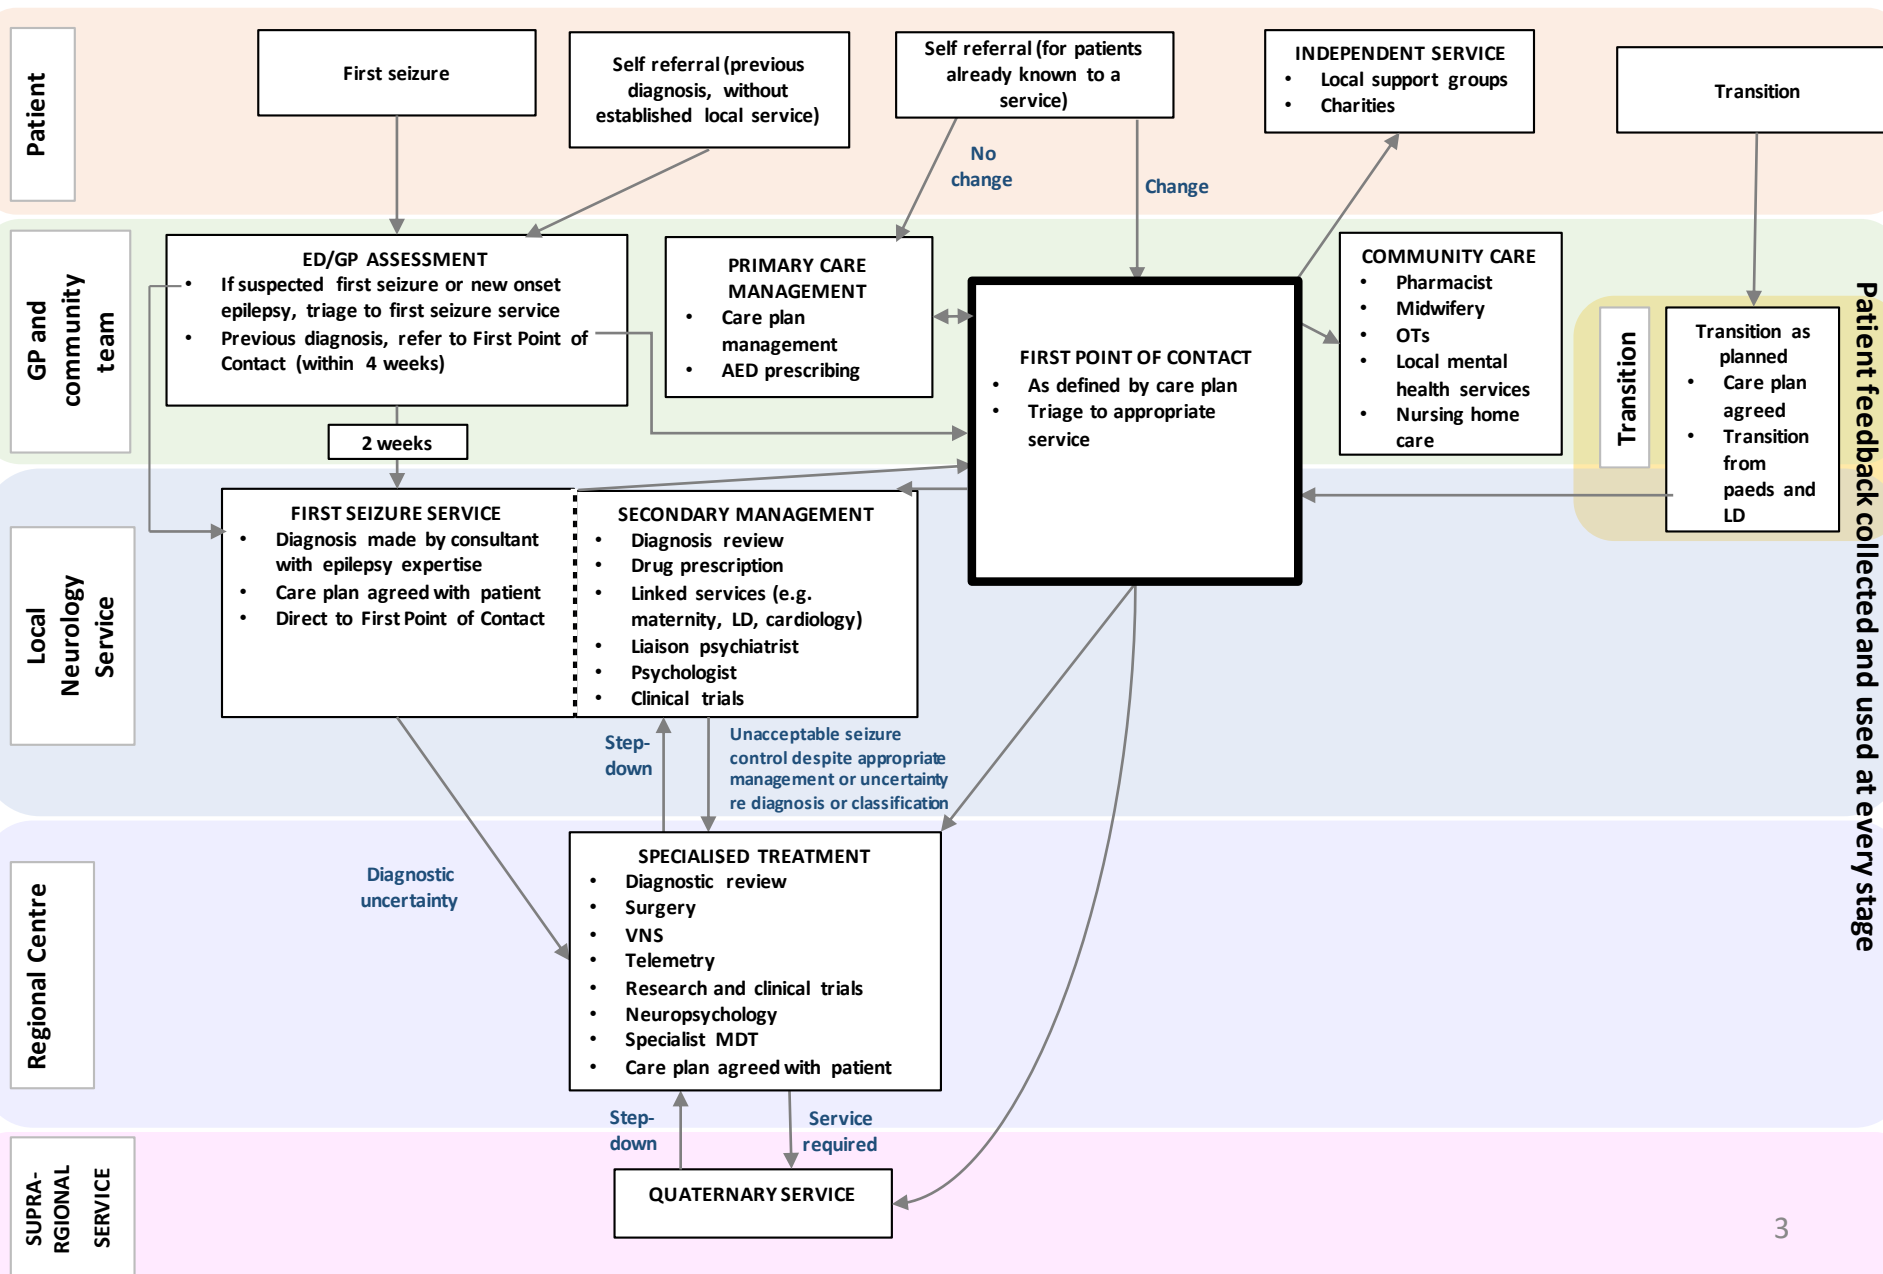 Patient
First seizure
Self referral (previous
diagnosis, without
established local service)
Self referral (for patients
already known to a
service)
INDEPENDENT SERVICE
• Local support groups
• Charities
Transition
No
change
Change
GP and
community
team
ED/GP ASSESSMENT
• If suspected first seizure or new onset
epilepsy, triage to first seizure service
• Previous diagnosis, refer to First Point of
Contact (within 4 weeks)
2 weeks
PRIMARY CARE
MANAGEMENT
• Care plan
management
• AED prescribing
FIRST POINT OF CONTACT
• As defined by care plan
• Triage to appropriate
service
COMMUNITY CARE
• Pharmacist
• Midwifery
• OTs
• Local mental
health services
• Nursing home
care
Transition
Transition as
planned
• Care plan
agreed
• Transition
from
paeds and
LD
Patient feedback collected and used at every stage
Local
Neurology
Service
FIRST SEIZURE SERVICE
• Diagnosis made by consultant
with epilepsy expertise
• Care plan agreed with patient
• Direct to First Point of Contact
SECONDARY MANAGEMENT
• Diagnosis review
• Drug prescription
• Linked services (e.g.
maternity, LD, cardiology)
• Liaison psychiatrist
• Psychologist
• Clinical trials
Step-
down
Unacceptable seizure
control despite appropriate
management or uncertainty
re diagnosis or classification
Regional Centre
Diagnostic
uncertainty
SPECIALISED TREATMENT
• Diagnostic review
• Surgery
• VNS
• Telemetry
• Research and clinical trials
• Neuropsychology
• Specialist MDT
• Care plan agreed with patient
Step-
down
Service
required
SUPRA-
RGIONAL
SERVICE
QUATERNARY SERVICE
3